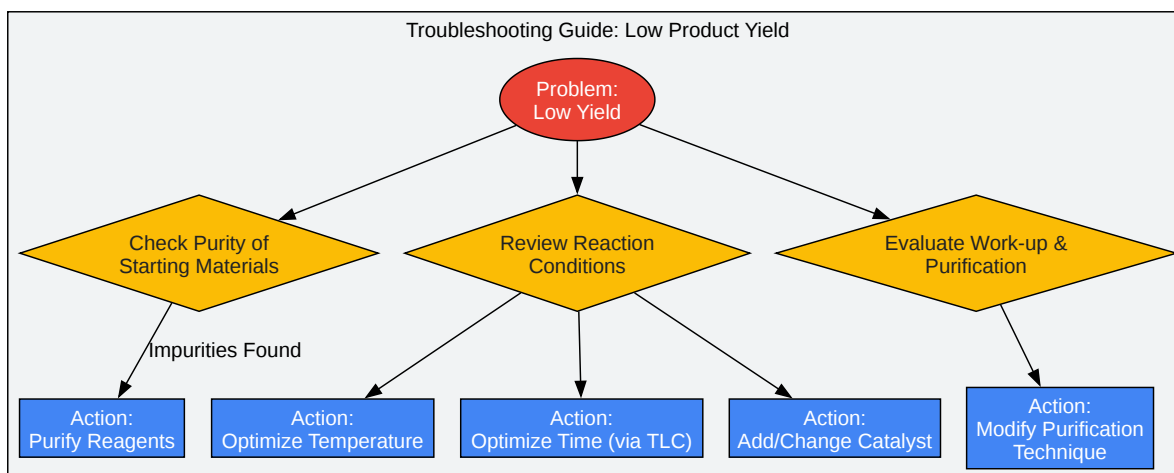 Troubleshooting Guide: Low Product Yield
Problem:
Low Yield
Check Purity of
Starting Materials
Review Reaction
Conditions
Evaluate Work-up &
Purification
Impurities Found
Action:
Purify Reagents
Action:
Optimize Temperature
Action:
Optimize Time (via TLC)
Action:
Add/Change Catalyst
Action:
Modify Purification
Technique